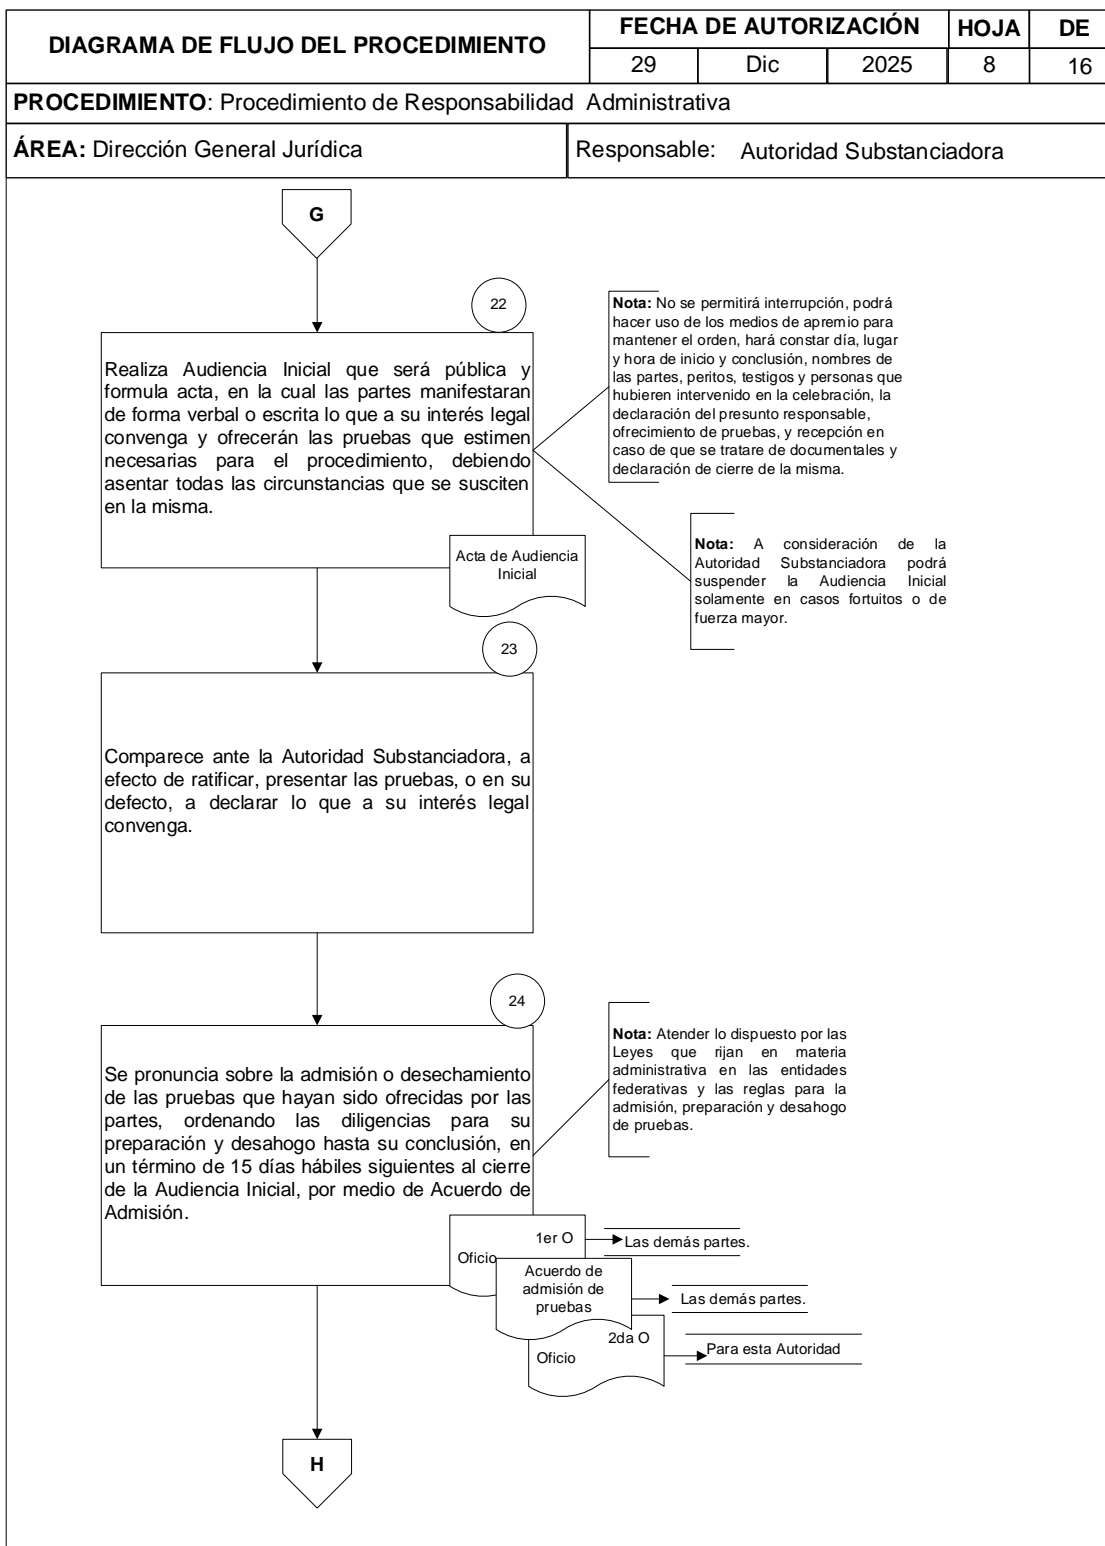 DIAGRAMA DE FLUJO DEL PROCEDIMIENTO
FECHA DE AUTORIZACIÓN
HOJA
DE
29
Dic
2025
8
16
PROCEDIMIENTO: Procedimiento de Responsabilidad Administrativa
ÁREA: Dirección General Jurídica
Responsable: Autoridad Substanciadora
G
22
Realiza Audiencia Inicial que será pública y
formula acta, en la cual las partes manifestaran
de forma verbal o escrita lo que a su interés legal
convenga y ofrecerán las pruebas que estimen
necesarias para el procedimiento, debiendo
asentar todas las circunstancias que se susciten
en la misma.
Nota: No se permitirá interrupción, podrá
hacer uso de los medios de apremio para
mantener el orden, hará constar día, lugar
y hora de inicio y conclusión, nombres de
las partes, peritos, testigos y personas que
hubieren intervenido en la celebración, la
declaración del presunto responsable,
ofrecimiento de pruebas, y recepción en
caso de que se tratare de documentales y
declaración de cierre de la misma.
Nota: A consideración de la
Autoridad Substanciadora podrá
suspender la Audiencia Inicial
solamente en casos fortuitos o de
fuerza mayor.
Acta de Audiencia
Inicial
23
Comparece ante la Autoridad Substanciadora, a
efecto de ratificar, presentar las pruebas, o en su
defecto, a declarar lo que a su interés legal
convenga.
24
Se pronuncia sobre la admisión o desechamiento
de las pruebas que hayan sido ofrecidas por las
partes, ordenando las diligencias para su
preparación y desahogo hasta su conclusión, en
un término de 15 días hábiles siguientes al cierre
de la Audiencia Inicial, por medio de Acuerdo de
Admisión.
Nota: Atender lo dispuesto por las
Leyes que rijan en materia
administrativa en las entidades
federativas y las reglas para la
admisión, preparación y desahogo
de pruebas.
1er O
Oficio
Las demás partes.
Acuerdo de
admisión de
pruebas
Las demás partes.
2da O
Oficio
Para esta Autoridad
H